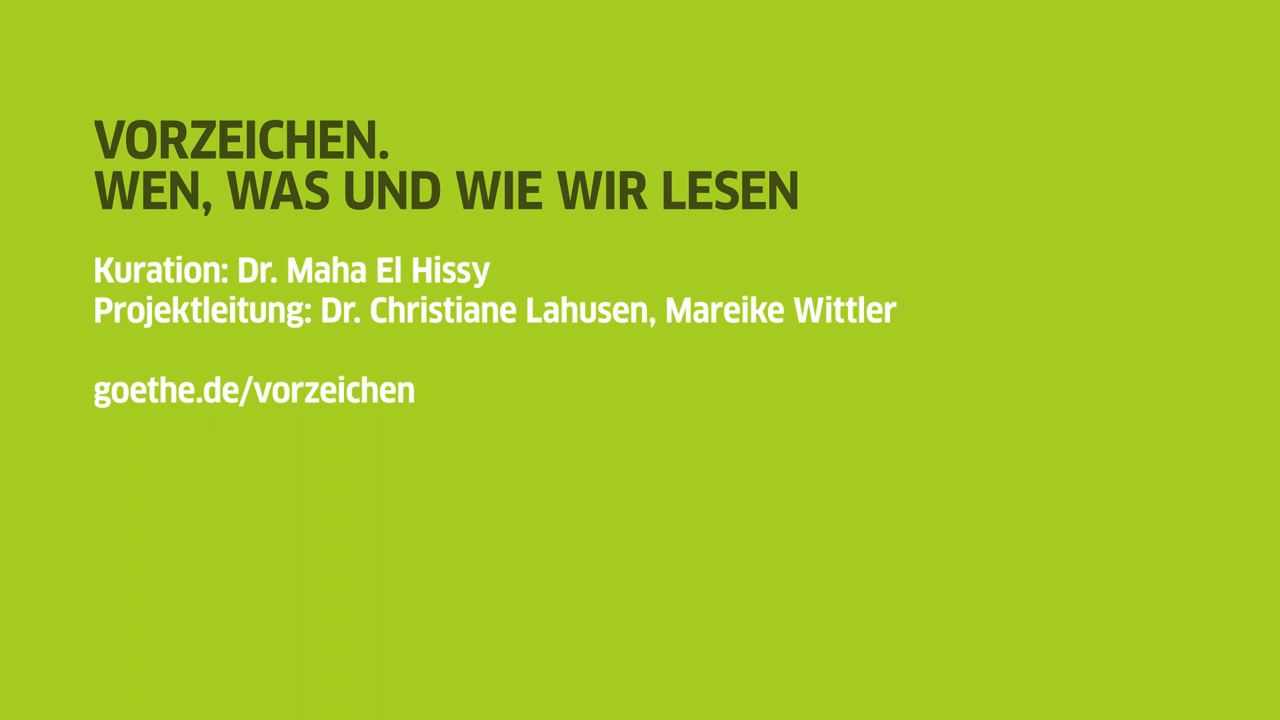 VORZEICHEN.
WEN, WAS UND WIE WIR LESEN
Kuration: Dr. Maha El Hissy
Projektleitung: Dr. Christiane Lahusen, Mareike Wittler
goethe.de/vorzeichen